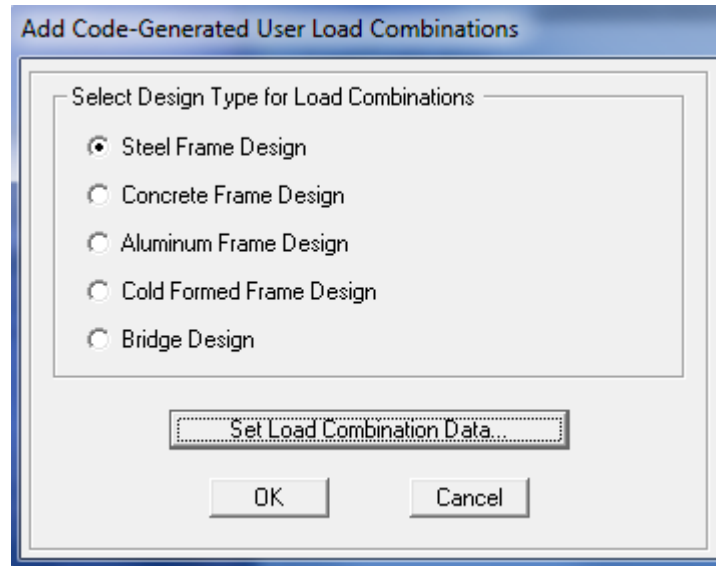 Add Code-Generated User Load Combinations
Select Design Type for Load Combinations
Steel Frame Design
Concrete Frame Design
Aluminum Frame Design
Cold Formed Frame Design
Bridge Design
Set Load Combination Data...
OK
Cancel